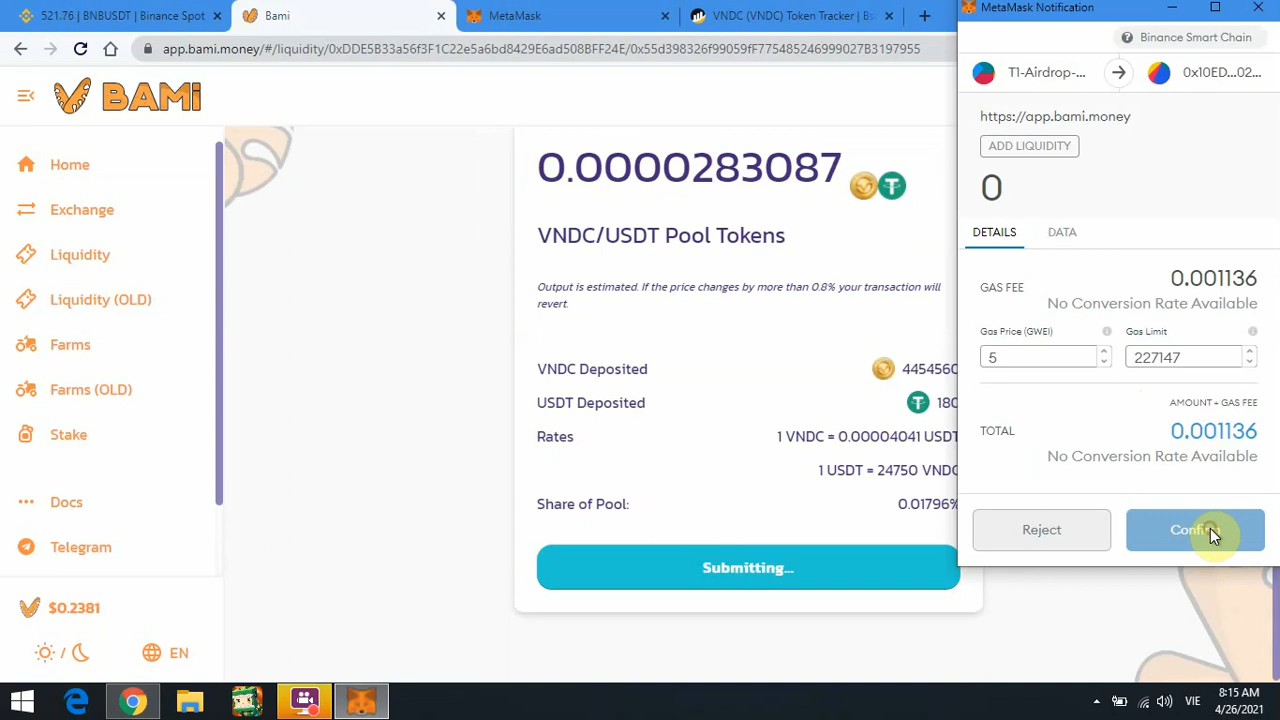 521.76 | BNBUSDT | Binance Spot
Bami
MetaMask
VNDC (VNDC) Token Tracker | Bs
MetaMask Notification
app.bami.money/#/liquidity/0xDDE5B33a56f3F1C22e5a6bd8429E6ad508BFF24E/0x55d398326f99059fF775485246999027B3197955
BAMI
Home
Exchange
Liquidity
Liquidity (OLD)
Farms
Farms (OLD)
Stake
Docs
Telegram
$0.2381
/
EN
0.0000283087
VNDC/USDT Pool Tokens
Output is estimated. If the price changes by more than 0.8% your transaction will
revert.
VNDC Deposited 4454560
USDT Deposited 180
Rates 1 VNDC = 0.00004041 USDT
1 USDT = 24750 VNDC
Share of Pool: 0.01796%
Submitting...
Binance Smart Chain
T1-Airdrop-... 0x10ED...02...
https://app.bami.money
ADD LIQUIDITY
0
DETAILS DATA
GAS FEE 0.001136
No Conversion Rate Available
Gas Price (GWEI) Gas Limit
5 227147
AMOUNT + GAS FEE
TOTAL 0.001136
No Conversion Rate Available
Reject Confirm
VIE
8:15 AM
4/26/2021